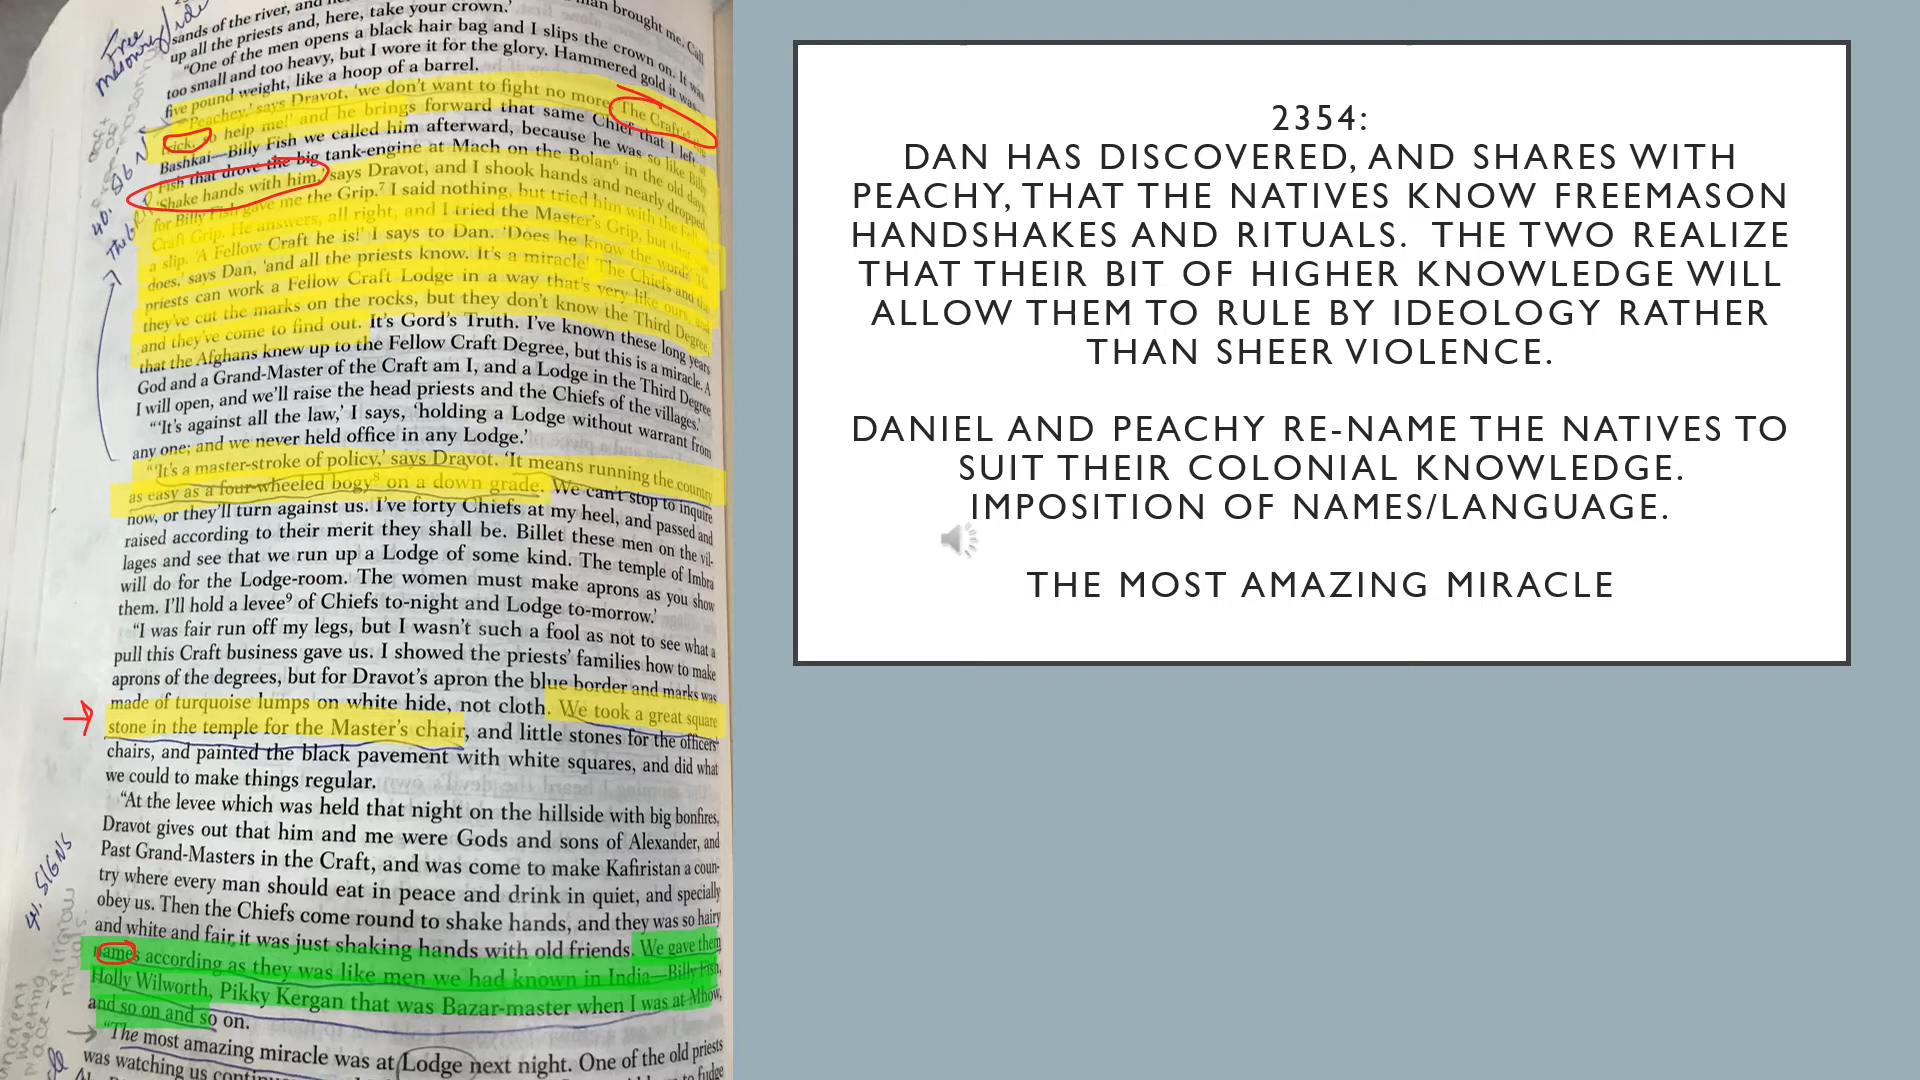 Free
masonry
sands of the river, and
man brought me. Call
up all the priests and, here, take your crown.'
"One of the men opens a black hair bag and I slips the crown on. It was
too small and too heavy, but I wore it for the glory. Hammered gold it was—
five pound weight, like a hoop of a barrel.
"'Peachey,' says Dravot, 'we don't want to fight no more. The Craft's the
trick, so help me!' and he brings forward that same Chief that I left at
Bashkai—Billy Fish we called him afterward, because he was so like Billy
Fish that drove the big tank-engine at Mach on the Bolan6 in the old days.
'Shake hands with him,' says Dravot, and I shook hands and nearly dropped,
for Billy Fish gave me the Grip.7 I said nothing, but tried him with the Fellow
Craft Grip. He answers, all right, and I tried the Master's Grip, but that was
a slip. 'A Fellow Craft he is!' I says to Dan. 'Does he know the word?' 'He
does,' says Dan, 'and all the priests know. It's a miracle! The Chiefs and the
priests can work a Fellow Craft Lodge in a way that's very like ours, and
they've cut the marks on the rocks, but they don't know the Third Degree,
and they've come to find out. It's Gord's Truth. I've known these long years
that the Afghans knew up to the Fellow Craft Degree, but this is a miracle. A
God and a Grand-Master of the Craft am I, and a Lodge in the Third Degree
I will open, and we'll raise the head priests and the Chiefs of the villages.'
"'It's against all the law,' I says, 'holding a Lodge without warrant from
any one; and we never held office in any Lodge.'
"'It's a master-stroke of policy,' says Dravot. 'It means running the country
as easy as a four-wheeled bogy8 on a down grade. We can't stop to inquire
now, or they'll turn against us. I've forty Chiefs at my heel, and passed and
raised according to their merit they shall be. Billet these men on the vil-
lages and see that we run up a Lodge of some kind. The temple of Imbra
will do for the Lodge-room. The women must make aprons as you show
them. I'll hold a levee9 of Chiefs to-night and Lodge to-morrow.'
"I was fair run off my legs, but I wasn't such a fool as not to see what a
pull this Craft business gave us. I showed the priests' families how to make
aprons of the degrees, but for Dravot's apron the blue border and marks was
made of turquoise lumps on white hide, not cloth. We took a great square
stone in the temple for the Master's chair, and little stones for the officers'
chairs, and painted the black pavement with white squares, and did what
we could to make things regular.
"At the levee which was held that night on the hillside with big bonfires,
Dravot gives out that him and me were Gods and sons of Alexander, and
Past Grand-Masters in the Craft, and was come to make Kafiristan a coun-
try where every man should eat in peace and drink in quiet, and specially
obey us. Then the Chiefs come round to shake hands, and they was so hairy
and white and fair, it was just shaking hands with old friends. We gave them
names according as they was like men we had known in India—Billy Fish,
Holly Wilworth, Pikky Kergan that was Bazar-master when I was at Mhow,
and so on and so on.
"The most amazing miracle was at Lodge next night. One of the old priests
was watching us
to fudge
40. SIGN
The Grip
41. SIGNS
religious
rituals.
meeting
2354:
DAN HAS DISCOVERED, AND SHARES WITH
PEACHY, THAT THE NATIVES KNOW FREEMASON
HANDSHAKES AND RITUALS. THE TWO REALIZE
THAT THEIR BIT OF HIGHER KNOWLEDGE WILL
ALLOW THEM TO RULE BY IDEOLOGY RATHER
THAN SHEER VIOLENCE.
DANIEL AND PEACHY RE-NAME THE NATIVES TO
SUIT THEIR COLONIAL KNOWLEDGE.
IMPOSITION OF NAMES/LANGUAGE.
THE MOST AMAZING MIRACLE